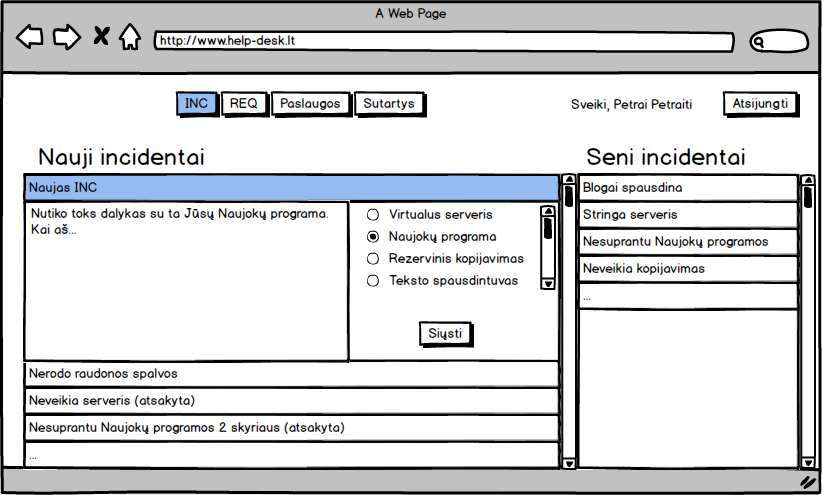 A Web Page
http://www.help-desk.lt
INC REQ Paslaugos Sutartys Sveiki, Petrai Petraiti Atsijungti
Nauji incidentai
Naujas INC
Nutiko toks dalykas su ta Jūsų Naujokų programa.
Kai aš...
Virtualus serveris
Naujokų programa
Rezervinis kopijavimas
Teksto spausdintuvas
Siųsti
Nerodo raudonos spalvos
Neveikia serveris (atsakyta)
Nesuprantu Naujokų programos 2 skyriaus (atsakyta)
...
Seni incidentai
Blogai spausdina
Stringa serveris
Nesuprantu Naujokų programos
Neveikia kopijavimas
...